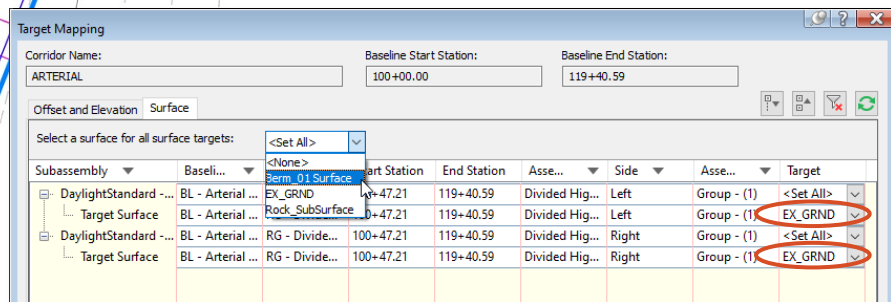 Target Mapping
Corridor Name: Baseline Start Station: Baseline End Station:
ARTERIAL 100+00.00 119+40.59
Offset and Elevation Surface
Select a surface for all surface targets: <Set All>
<None>
Subassembly Baseli... art Station End Station Asse... Side Asse... Target
Berm_01 Surface
DaylightStandard -... BL - Arterial ... EX_GRND +47.21 119+40.59 Divided Hig... Left Group - (1) <Set All>
Rock_SubSurface
Target Surface BL - Arterial ... 100+47.21 119+40.59 Divided Hig... Left Group - (1) EX_GRND
DaylightStandard -... BL - Arterial ... RG - Divide... 100+47.21 119+40.59 Divided Hig... Right Group - (1) <Set All>
Target Surface BL - Arterial ... RG - Divide... 100+47.21 119+40.59 Divided Hig... Right Group - (1) EX_GRND